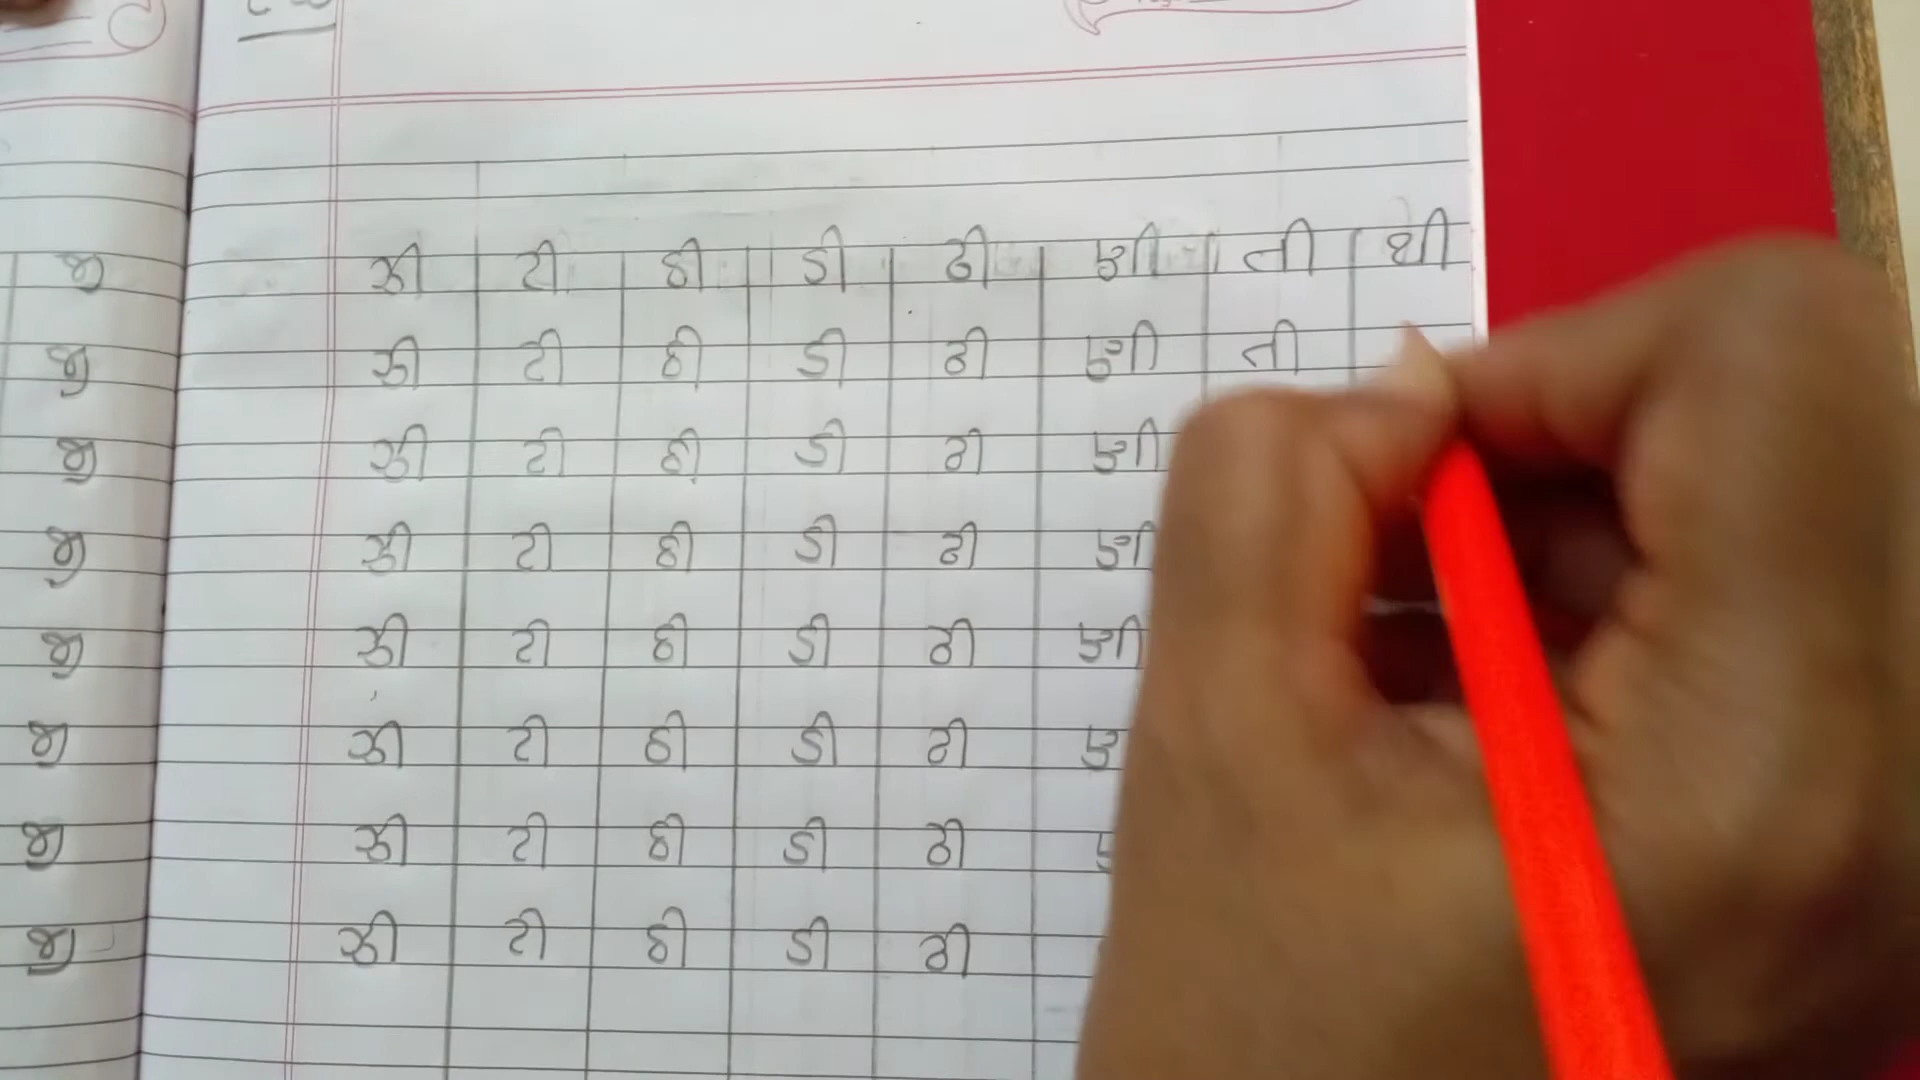 झी टी ठी डी ढी णी ती थी
झी टी ठी डी ढी णी ती
झी टी ठी डी ढी णी
झी टी ठी डी ढी णी
झी टी ठी डी ढी णी
झी टी ठी डी ढी
झी टी ठी डी ढी
झी टी ठी डी ढी